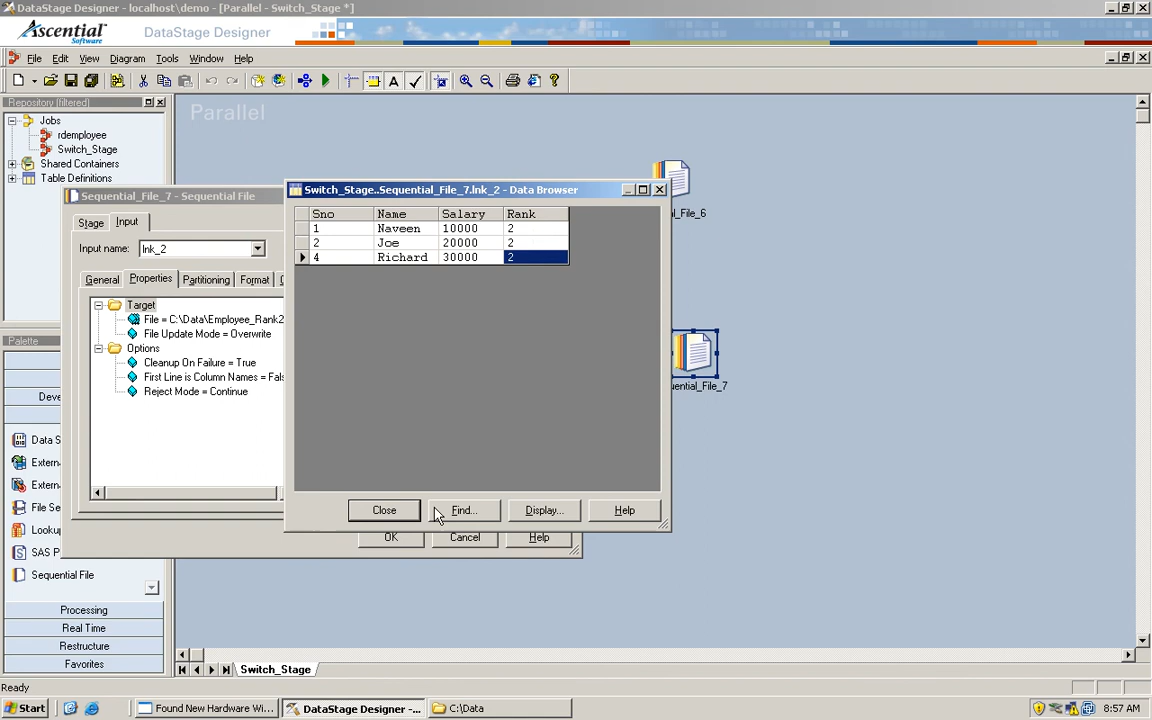 DataStage Designer - localhost\demo - [Parallel - Switch_Stage *]
Ascential
Software
DataStage Designer
File Edit View Diagram Tools Window Help
Repository (filtered)
Jobs
rdemployee
Switch_Stage
Shared Containers
Table Definitions
Parallel
Sequential_File_7 - Sequential File
Stage Input
Input name: lnk_2
General Properties Partitioning Format
Target
File = C:\Data\Employee_Rank2
File Update Mode = Overwrite
Options
Cleanup On Failure = True
First Line is Column Names = Fals
Reject Mode = Continue
OK Cancel Help
Switch_Stage..Sequential_File_7.lnk_2 - Data Browser
Sno Name Salary Rank
1 Naveen 10000 2
2 Joe 20000 2
4 Richard 30000 2
Close Find... Display... Help
al_File_6
uential_File_7
Palette
Deve
Data S
Extern
Extern
File Se
Looku
SAS P
Sequential File
Processing
Real Time
Restructure
Favorites
Switch_Stage
Ready
Start Found New Hardware Wi... DataStage Designer -... C:\Data 8:57 AM